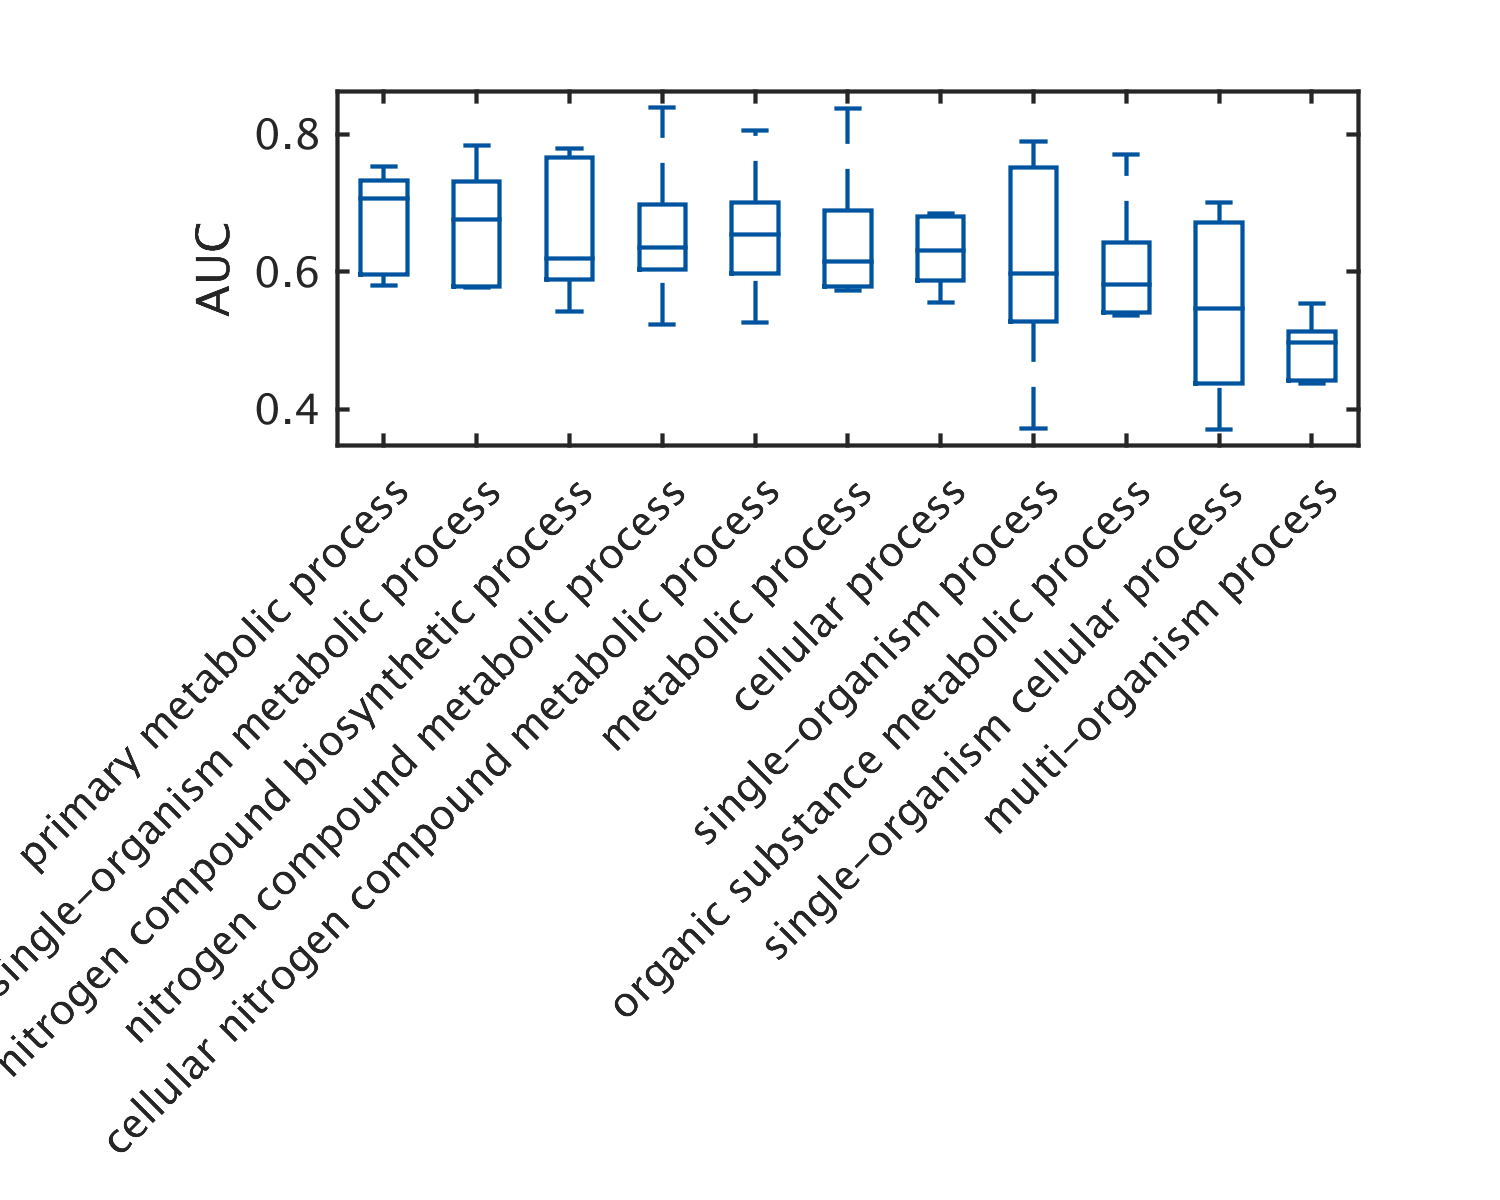 0.8
0.6
0.4
AUC
primary metabolic process
single–organism metabolic process
nitrogen compound biosynthetic process
nitrogen compound metabolic process
cellular nitrogen compound metabolic process
metabolic process
cellular process
single–organism process
organic substance metabolic process
single–organism cellular process
multi–organism process